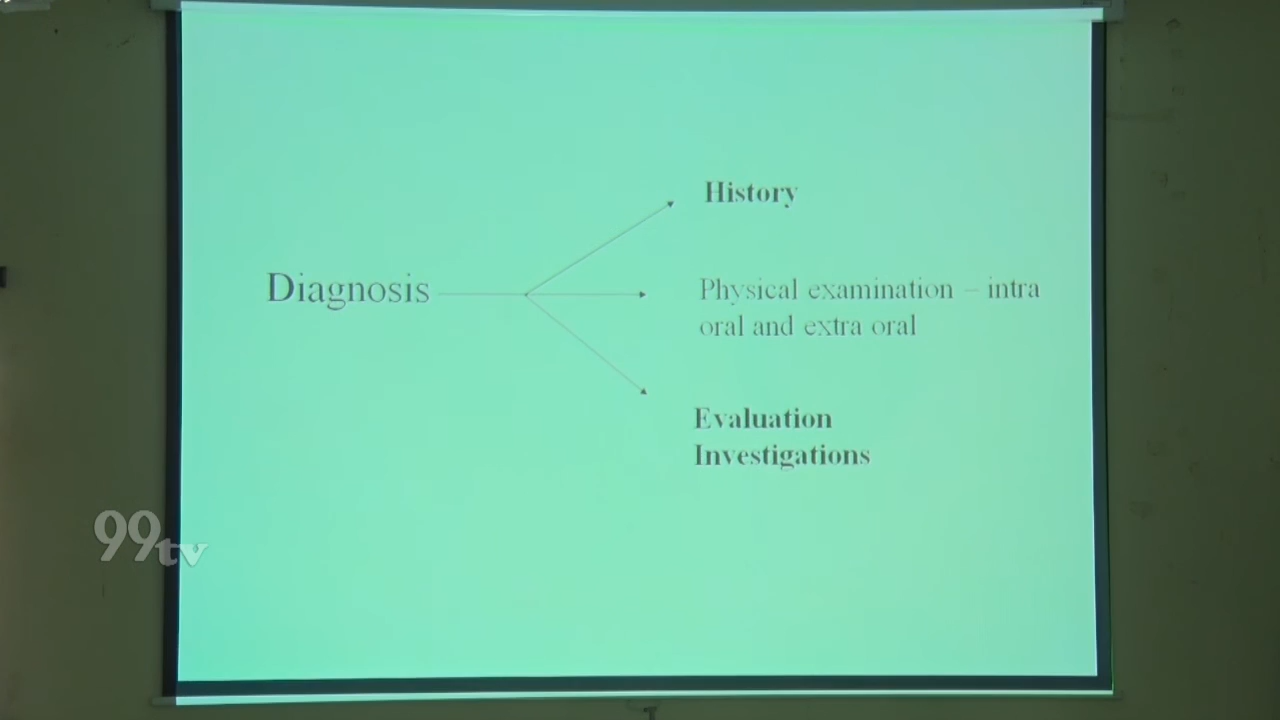 History
Diagnosis
Physical examination – intra
oral and extra oral
Evaluation
Investigations
99tv